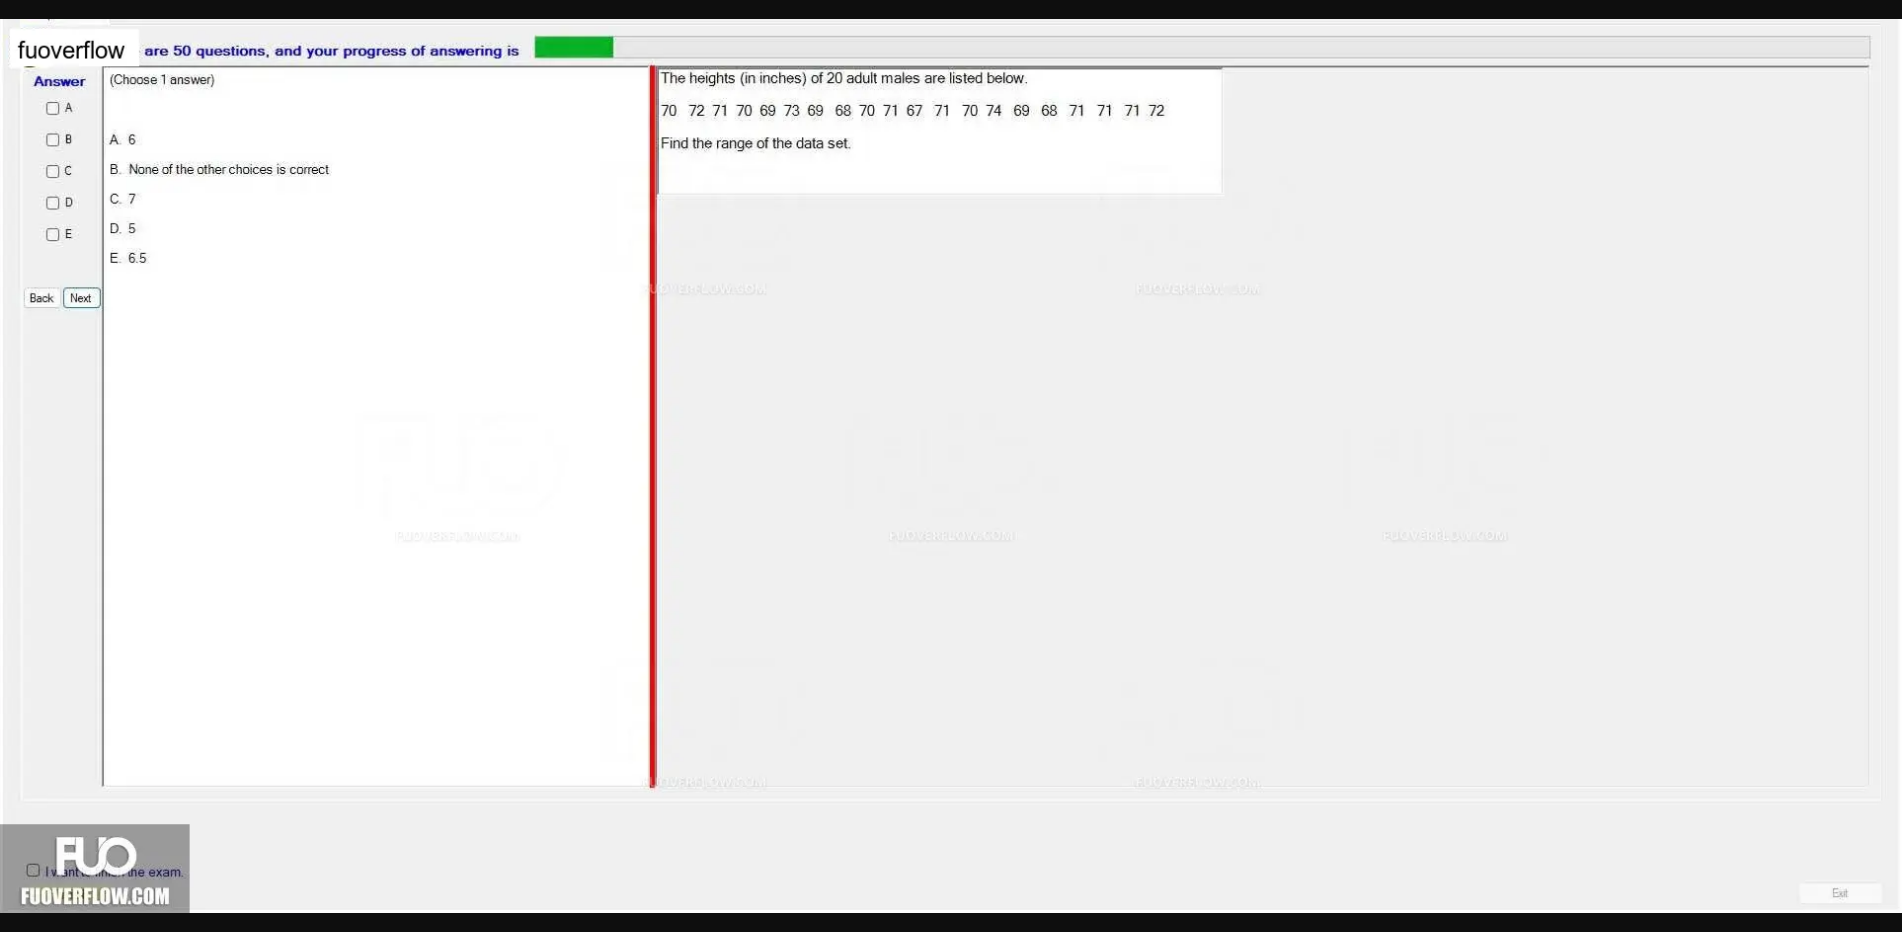 fuoverflow are 50 questions, and your progress of answering is
Answer
A
B
C
D
E
Back Next
(Choose 1 answer)
A. 6
B. None of the other choices is correct
C. 7
D. 5
E. 6.5
The heights (in inches) of 20 adult males are listed below.
70 72 71 70 69 73 69 68 70 71 67 71 70 74 69 68 71 71 71 72
Find the range of the data set.
FUOVERFLOW.COM
FUOVERFLOW.COM
FUOVERFLOW.COM
FUOVERFLOW.COM
FUOVERFLOW.COM
FUOVERFLOW.COM
FUOVERFLOW.COM
FUO
I want the exam.
FUOVERFLOW.COM
Exit